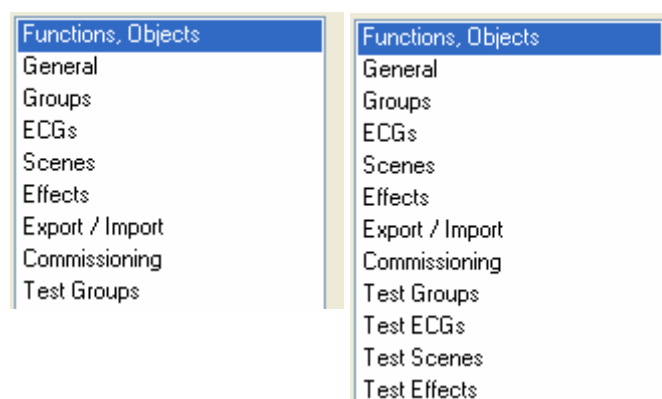 Functions, Objects
General
Groups
ECGs
Scenes
Effects
Export / Import
Commissioning
Test Groups
Functions, Objects
General
Groups
ECGs
Scenes
Effects
Export / Import
Commissioning
Test Groups
Test ECGs
Test Scenes
Test Effects